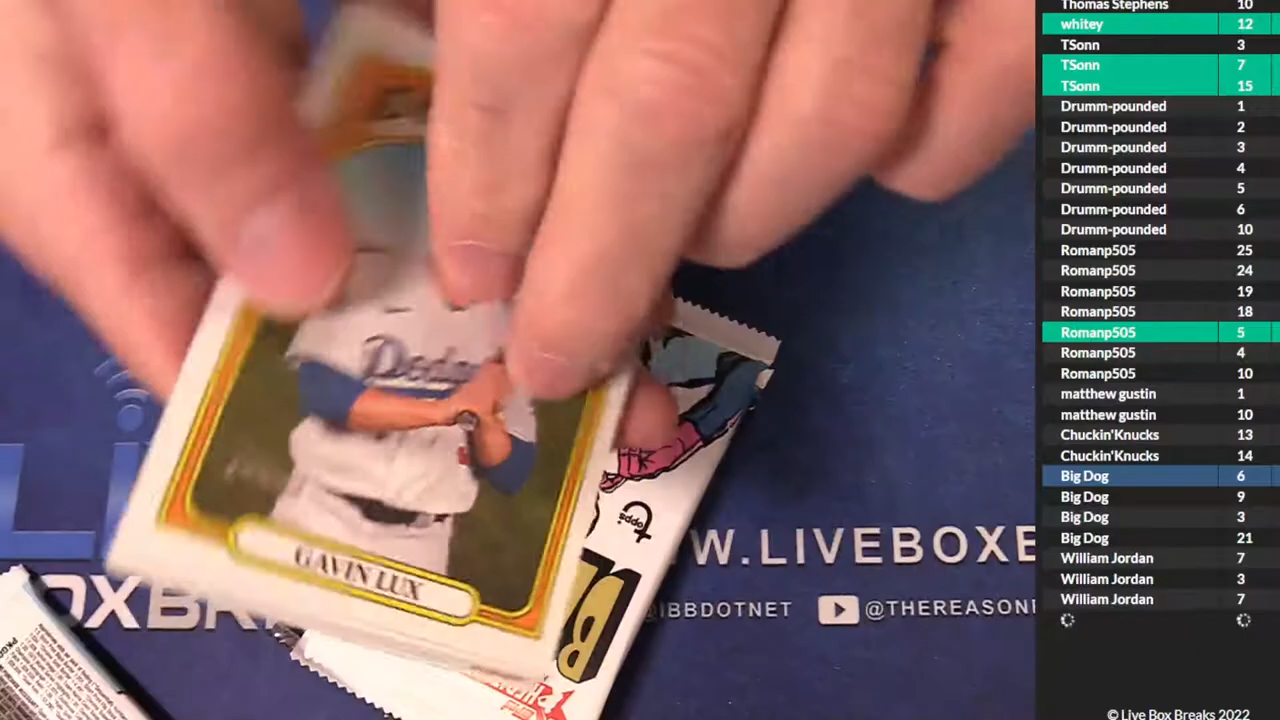 Thomas Stephens 10
whitey 12
TSonn 3
TSonn 7
TSonn 15
Drumm-pounded 1
Drumm-pounded 2
Drumm-pounded 3
Drumm-pounded 4
Drumm-pounded 5
Drumm-pounded 6
Drumm-pounded 10
Romanp505 25
Romanp505 24
Romanp505 19
Romanp505 18
Romanp505 5
Romanp505 4
Romanp505 10
matthew gustin 1
matthew gustin 10
Chuckin'Knucks 13
Chuckin'Knucks 14
Big Dog 6
Big Dog 9
Big Dog 3
Big Dog 21
William Jordan 7
William Jordan 3
William Jordan 7
© Live Box Breaks 2022
GAVIN LUX
topps
W.LIVEBOXB
@IBBDOTNET
@THEREASON